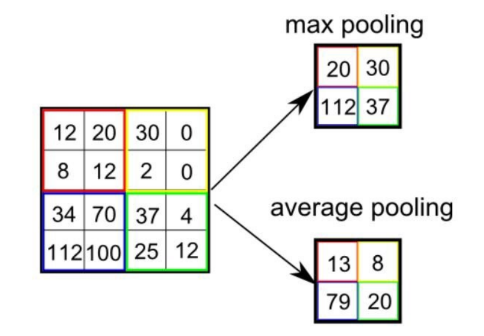 max pooling
20 30
112 37
12 20 30 0
8 12 2 0
34 70 37 4
112 100 25 12
average pooling
13 8
79 20